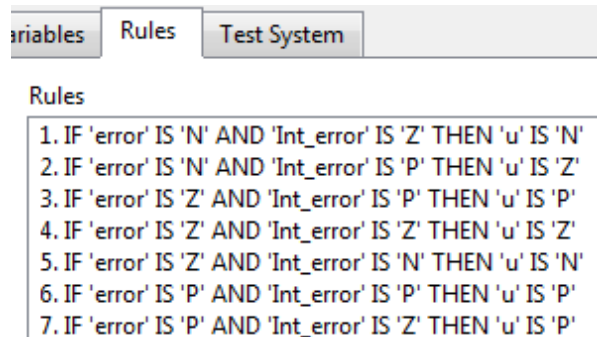 ariables Rules Test System
Rules
1. IF 'error' IS 'N' AND 'Int_error' IS 'Z' THEN 'u' IS 'N'
2. IF 'error' IS 'N' AND 'Int_error' IS 'P' THEN 'u' IS 'Z'
3. IF 'error' IS 'Z' AND 'Int_error' IS 'P' THEN 'u' IS 'P'
4. IF 'error' IS 'Z' AND 'Int_error' IS 'Z' THEN 'u' IS 'Z'
5. IF 'error' IS 'Z' AND 'Int_error' IS 'N' THEN 'u' IS 'N'
6. IF 'error' IS 'P' AND 'Int_error' IS 'P' THEN 'u' IS 'P'
7. IF 'error' IS 'P' AND 'Int_error' IS 'Z' THEN 'u' IS 'P'